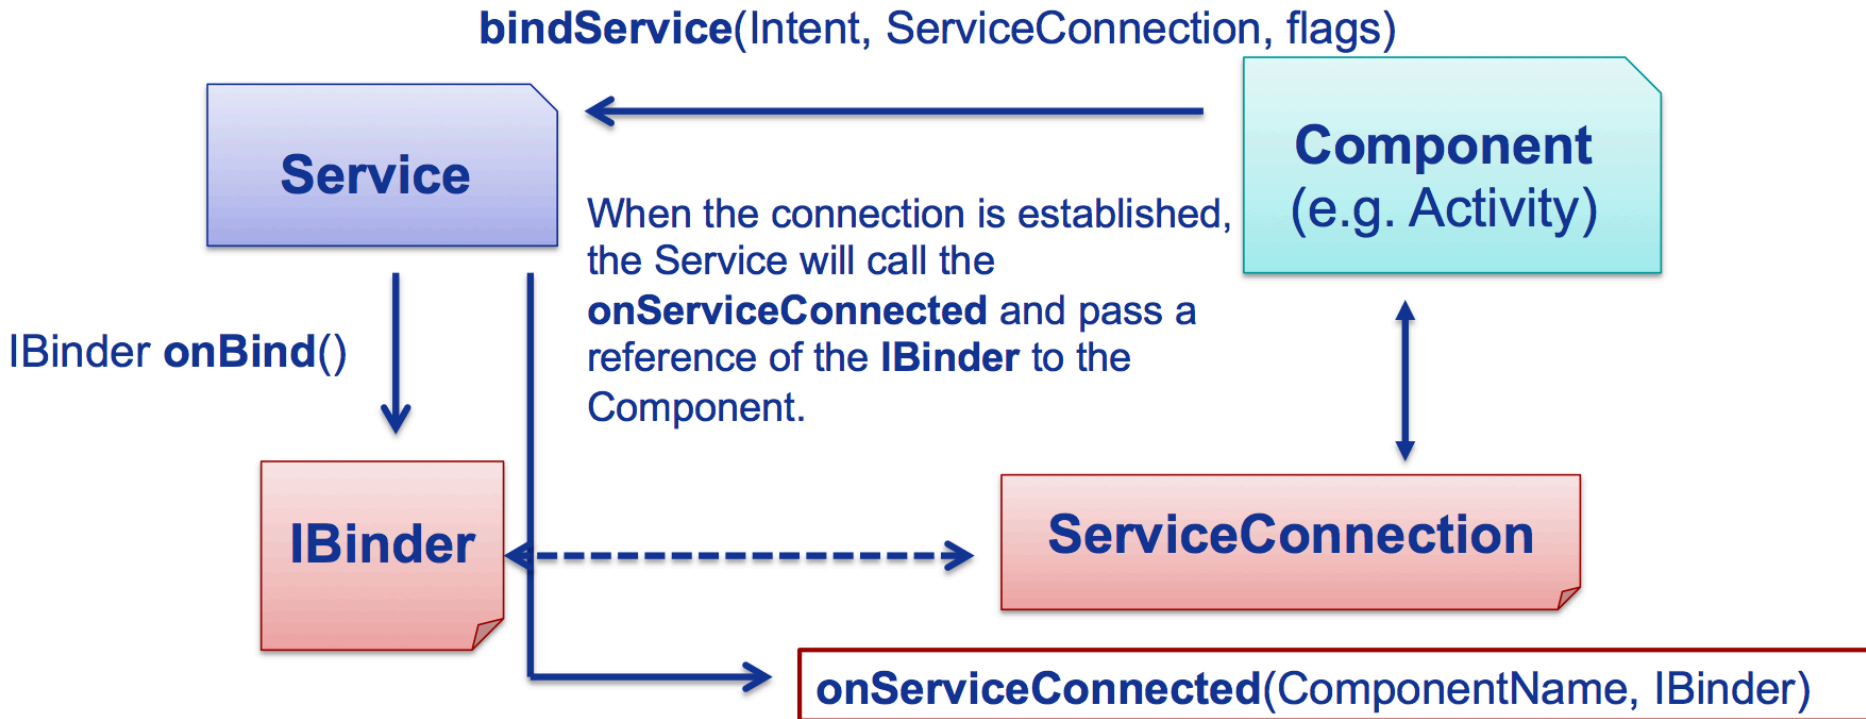 bindService(Intent, ServiceConnection, flags)
Service
Component
(e.g. Activity)
When the connection is established,
the Service will call the
onServiceConnected and pass a
reference of the IBinder to the
Component.
IBinder onBind()
IBinder
ServiceConnection
onServiceConnected(ComponentName, IBinder)